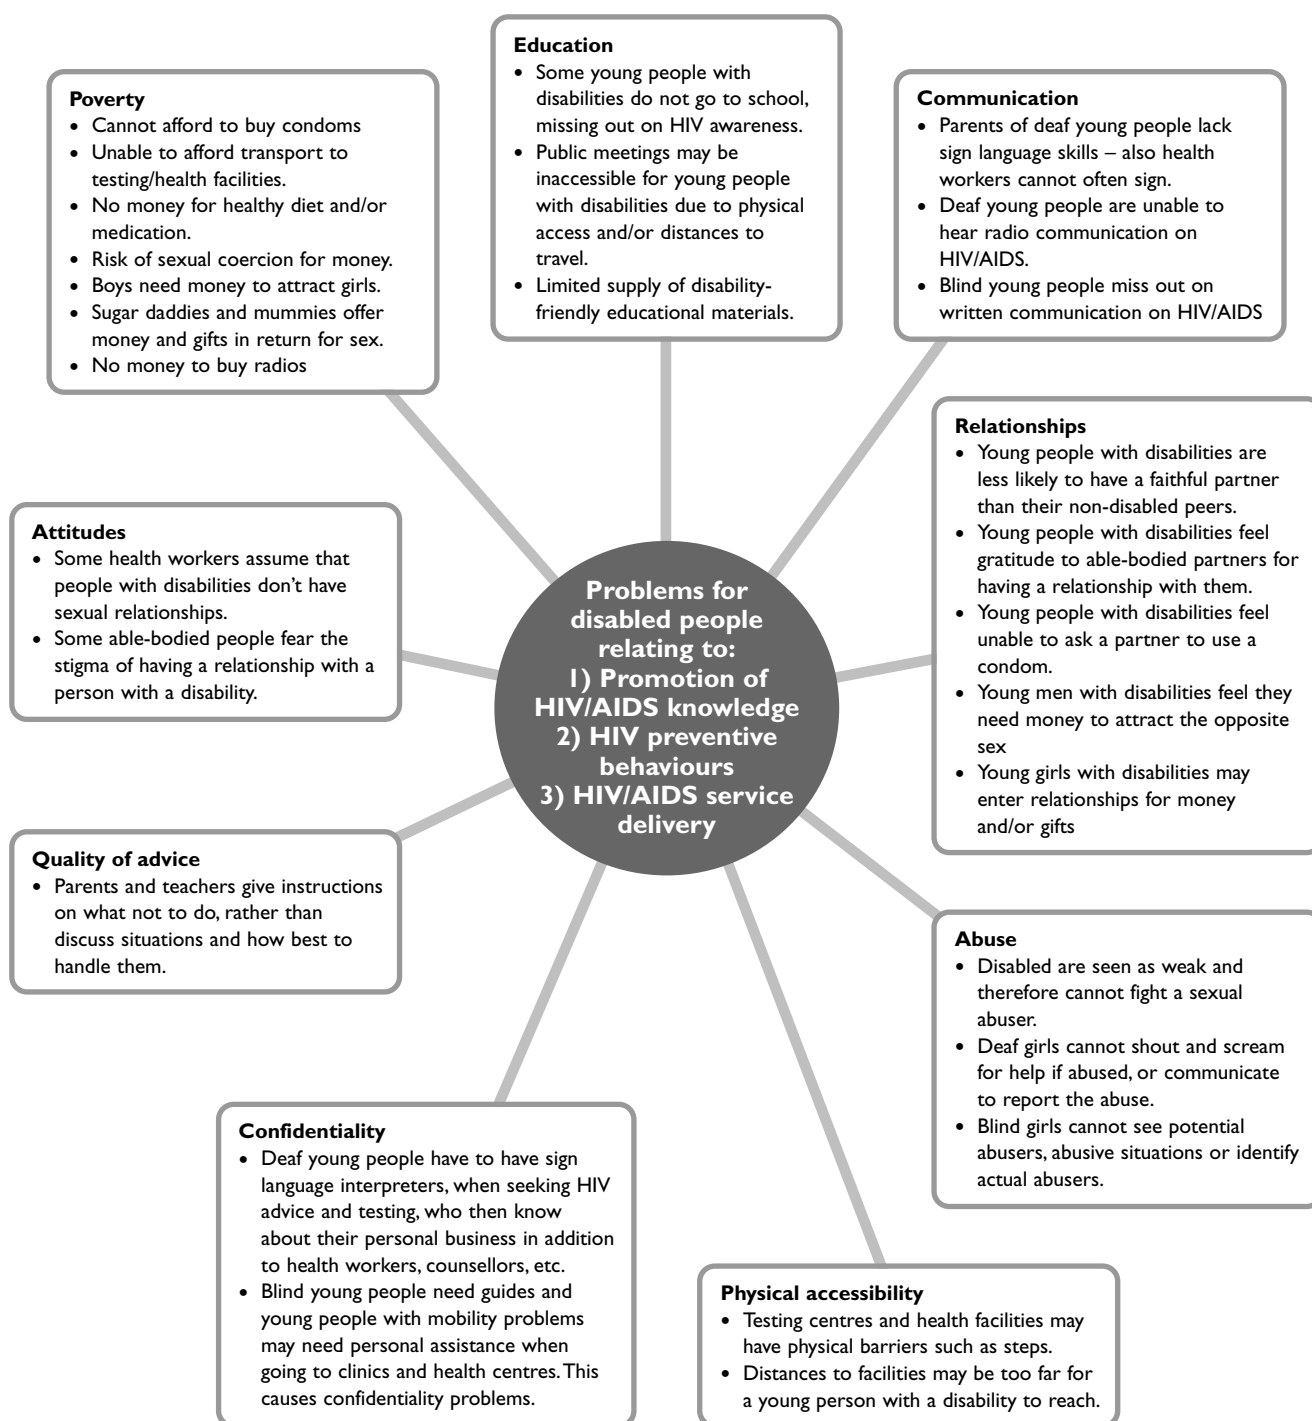 Education
• Some young people with
disabilities do not go to school,
missing out on HIV awareness.
• Public meetings may be
inaccessible for young people
with disabilities due to physical
access and/or distances to
travel.
• Limited supply of disability-
friendly educational materials.
Poverty
• Cannot afford to buy condoms
• Unable to afford transport to
testing/health facilities.
• No money for healthy diet and/or
medication.
• Risk of sexual coercion for money.
• Boys need money to attract girls.
• Sugar daddies and mummies offer
money and gifts in return for sex.
• No money to buy radios
Communication
• Parents of deaf young people lack
sign language skills – also health
workers cannot often sign.
• Deaf young people are unable to
hear radio communication on
HIV/AIDS.
• Blind young people miss out on
written communication on HIV/AIDS
Relationships
• Young people with disabilities are
less likely to have a faithful partner
than their non-disabled peers.
• Young people with disabilities feel
gratitude to able-bodied partners for
having a relationship with them.
• Young people with disabilities feel
unable to ask a partner to use a
condom.
• Young men with disabilities feel they
need money to attract the opposite
sex
• Young girls with disabilities may
enter relationships for money
and/or gifts
Attitudes
• Some health workers assume that
people with disabilities don't have
sexual relationships.
• Some able-bodied people fear the
stigma of having a relationship with a
person with a disability.
Problems for
disabled people
relating to:
1) Promotion of
HIV/AIDS knowledge
2) HIV preventive
behaviours
3) HIV/AIDS service
delivery
Quality of advice
• Parents and teachers give instructions
on what not to do, rather than
discuss situations and how best to
handle them.
Abuse
• Disabled are seen as weak and
therefore cannot fight a sexual
abuser.
• Deaf girls cannot shout and scream
for help if abused, or communicate
to report the abuse.
• Blind girls cannot see potential
abusers, abusive situations or identify
actual abusers.
Confidentiality
• Deaf young people have to have sign
language interpreters, when seeking HIV
advice and testing, who then know
about their personal business in addition
to health workers, counsellors, etc.
• Blind young people need guides and
young people with mobility problems
may need personal assistance when
going to clinics and health centres. This
causes confidentiality problems.
Physical accessibility
• Testing centres and health facilities may
have physical barriers such as steps.
• Distances to facilities may be too far for
a young person with a disability to reach.